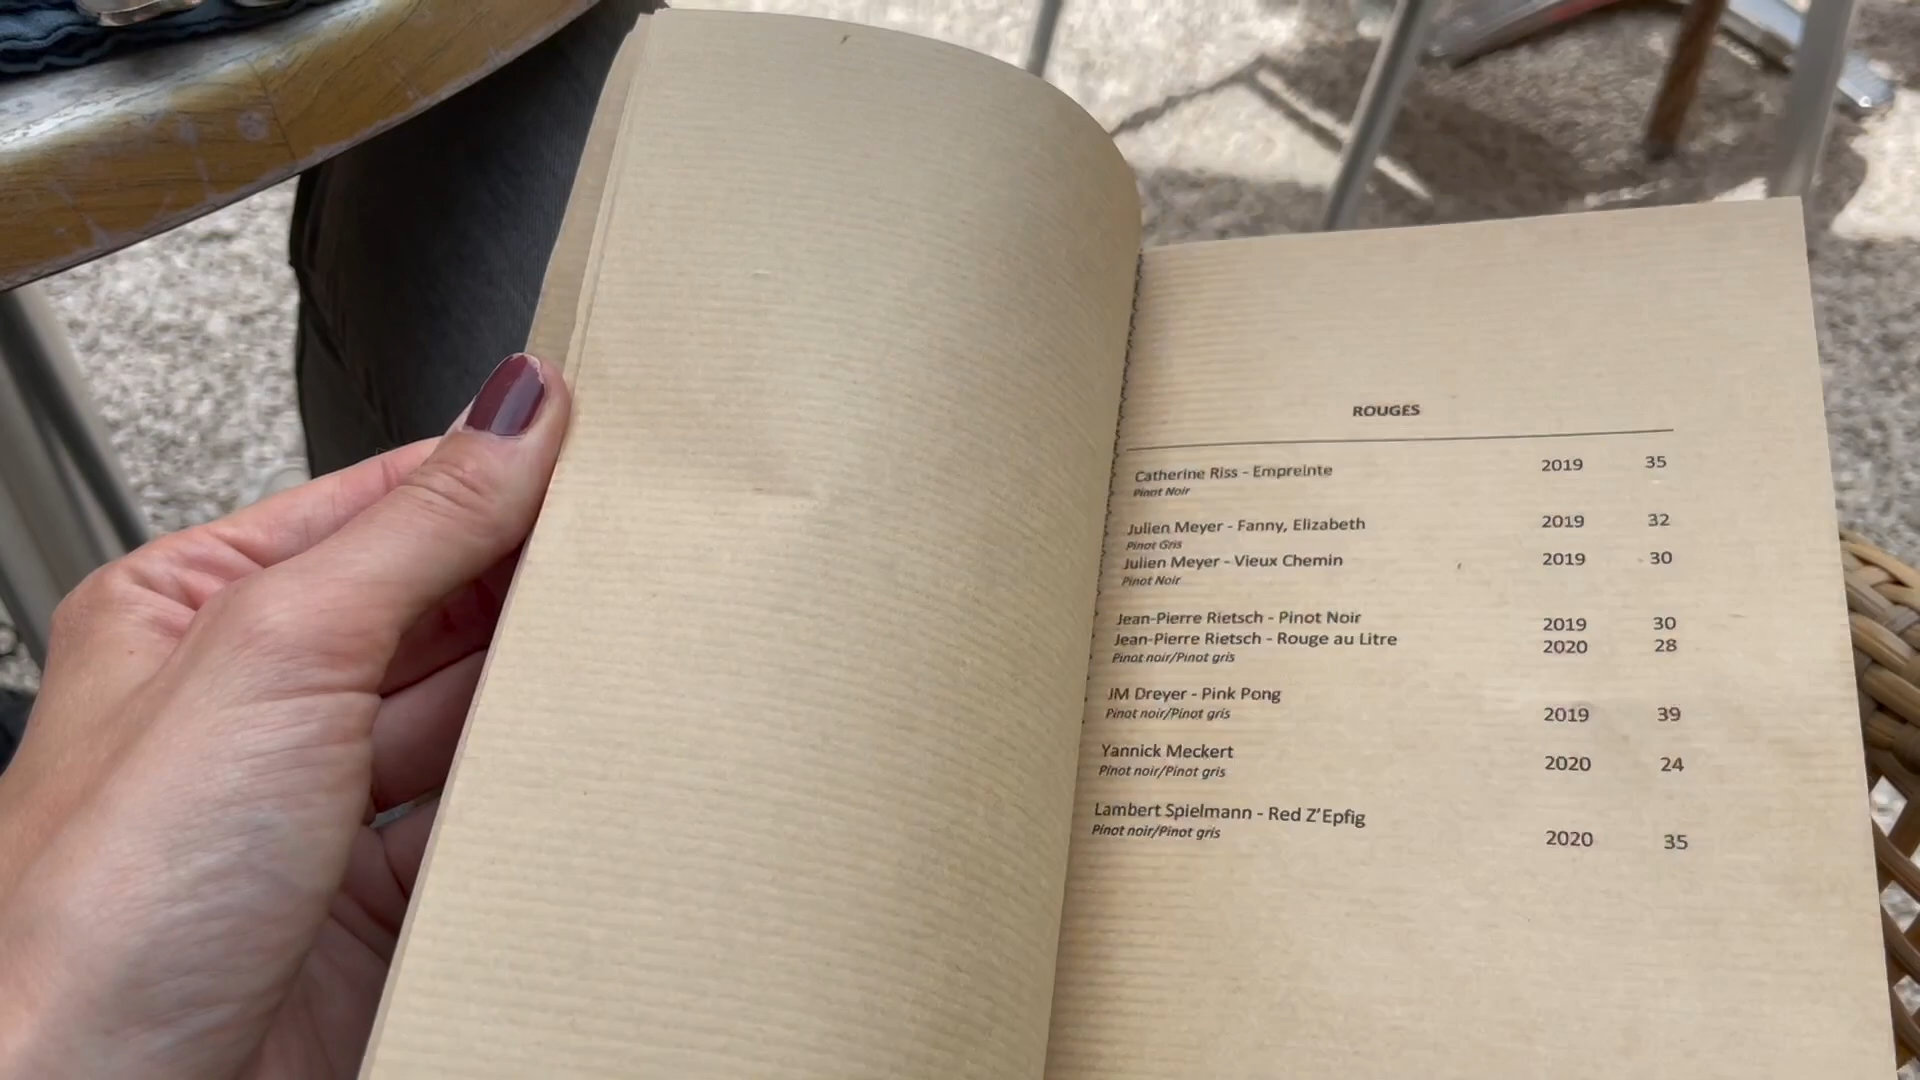 ROUGES
Catherine Riss - Empreinte 2019 35
Pinot Noir
Julien Meyer - Fanny, Elizabeth 2019 32
Pinot Gris
Julien Meyer - Vieux Chemin 2019 30
Pinot Noir
Jean-Pierre Rietsch - Pinot Noir 2019 30
Jean-Pierre Rietsch - Rouge au Litre 2020 28
Pinot noir/Pinot gris
JM Dreyer - Pink Pong
Pinot noir/Pinot gris 2019 39
Yannick Meckert
Pinot noir/Pinot gris 2020 24
Lambert Spielmann - Red Z'Epfig
Pinot noir/Pinot gris 2020 35